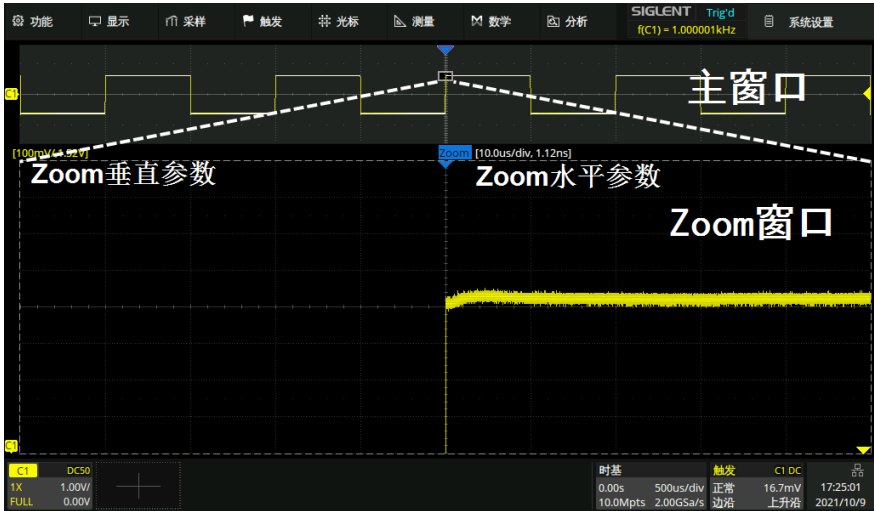 功能 显示 采样 触发 光标 测量 数学 分析 SIGLENT Trig'd 系统设置
f(C1) = 1.000001kHz
C1
主窗口
[100mV/4.92V] Zoom [10.0us/div, 1.12ns]
Zoom垂直参数 Zoom水平参数
Zoom窗口
C1
C1 DC50 时基 触发 C1 DC
1X 1.00V/ 0.00s 500us/div 正常 16.7mV 17:25:01
FULL 0.00V 10.0Mpts 2.00GSa/s 边沿 上升沿 2021/10/9